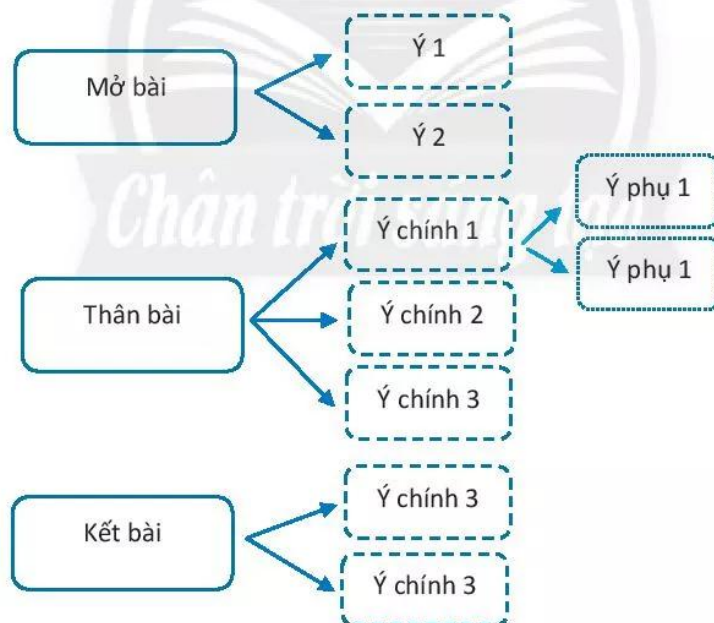 Mở bài
Ý 1
Ý 2
Chân trời sáng tạo
Thân bài
Ý chính 1
Ý phụ 1
Ý phụ 1
Ý chính 2
Ý chính 3
Kết bài
Ý chính 3
Ý chính 3